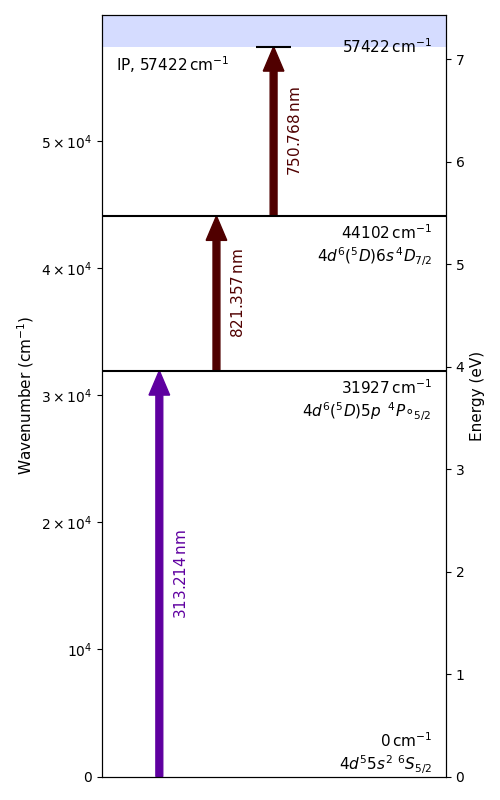 57422 cm⁻¹
IP, 57422 cm⁻¹
750.768 nm
44102 cm⁻¹
4d⁶(⁵D)6s ⁴D₇/₂
821.357 nm
31927 cm⁻¹
4d⁶(⁵D)5p ⁴P∘₅/₂
313.214 nm
0 cm⁻¹
4d⁵5s² ⁶S₅/₂
Wavenumber (cm⁻¹)
5 × 10⁴
4 × 10⁴
3 × 10⁴
2 × 10⁴
10⁴
0
Energy (eV)
7
6
5
4
3
2
1
0